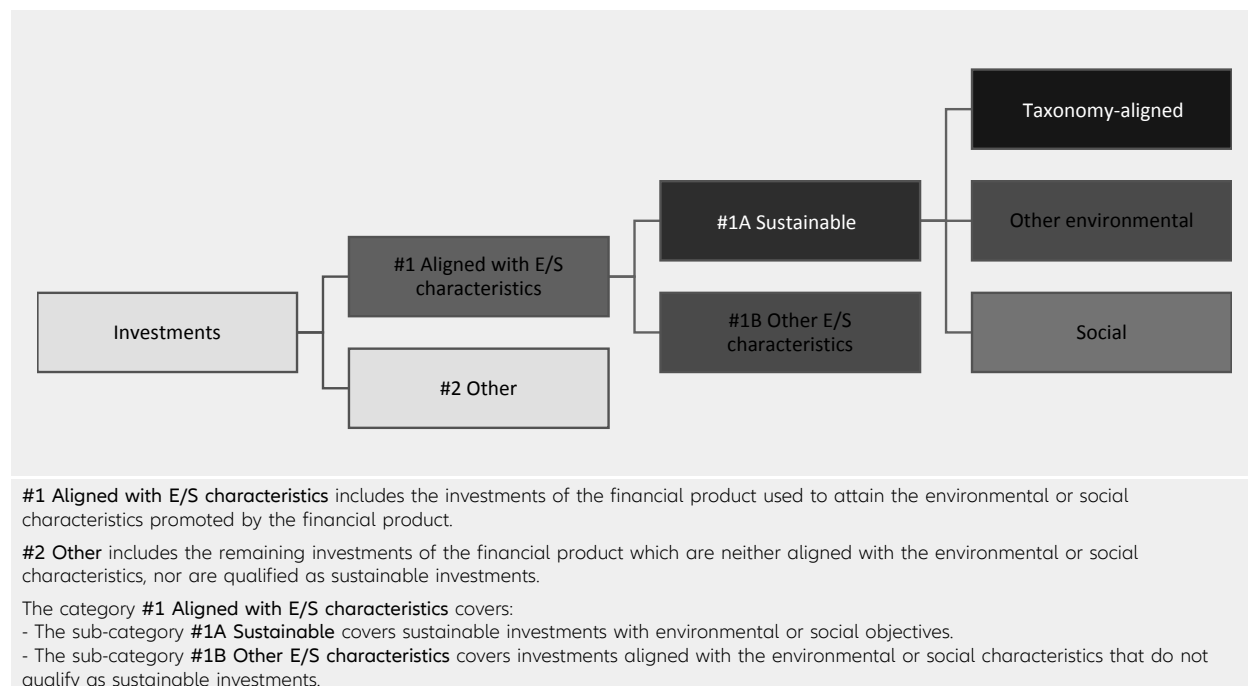 Taxonomy-aligned
#1A Sustainable
Other environmental
#1 Aligned with E/S
characteristics
Investments
#1B Other E/S
characteristics
Social
#2 Other
#1 Aligned with E/S characteristics includes the investments of the financial product used to attain the environmental or social
characteristics promoted by the financial product.
#2 Other includes the remaining investments of the financial product which are neither aligned with the environmental or social
characteristics, nor are qualified as sustainable investments.
The category #1 Aligned with E/S characteristics covers:
- The sub-category #1A Sustainable covers sustainable investments with environmental or social objectives.
- The sub-category #1B Other E/S characteristics covers investments aligned with the environmental or social characteristics that do not
qualify as sustainable investments.